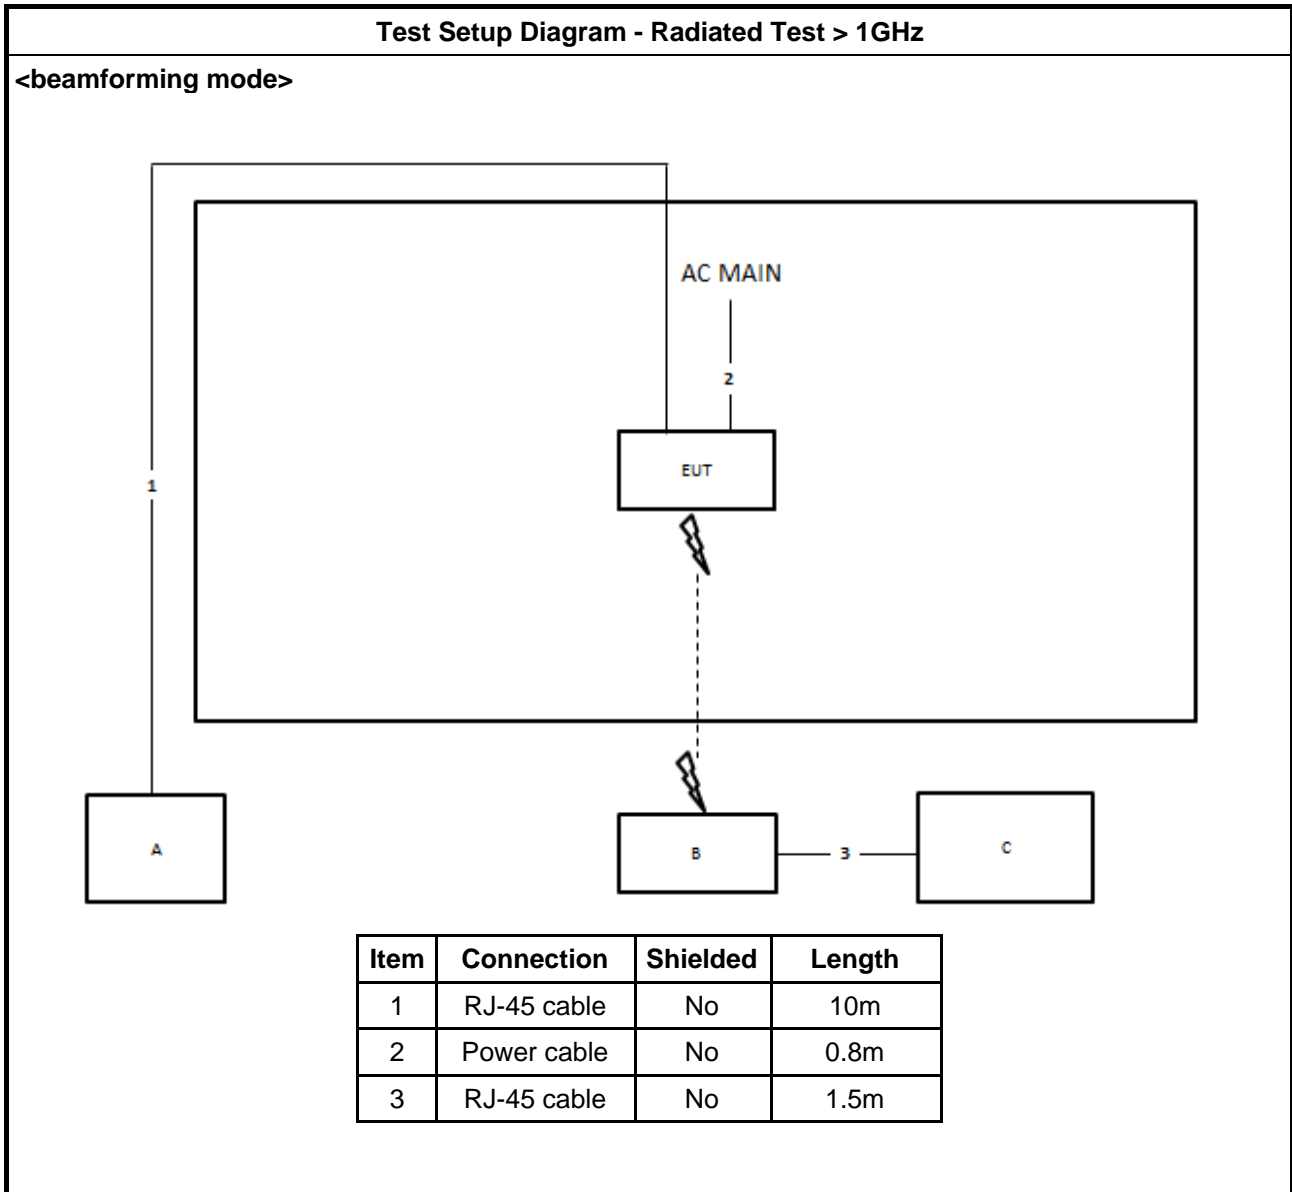 Test Setup Diagram - Radiated Test > 1GHz
<beamforming mode>
AC MAIN
2
EUT
1
A
B
3
C
Item Connection Shielded Length
1 RJ-45 cable No 10m
2 Power cable No 0.8m
3 RJ-45 cable No 1.5m